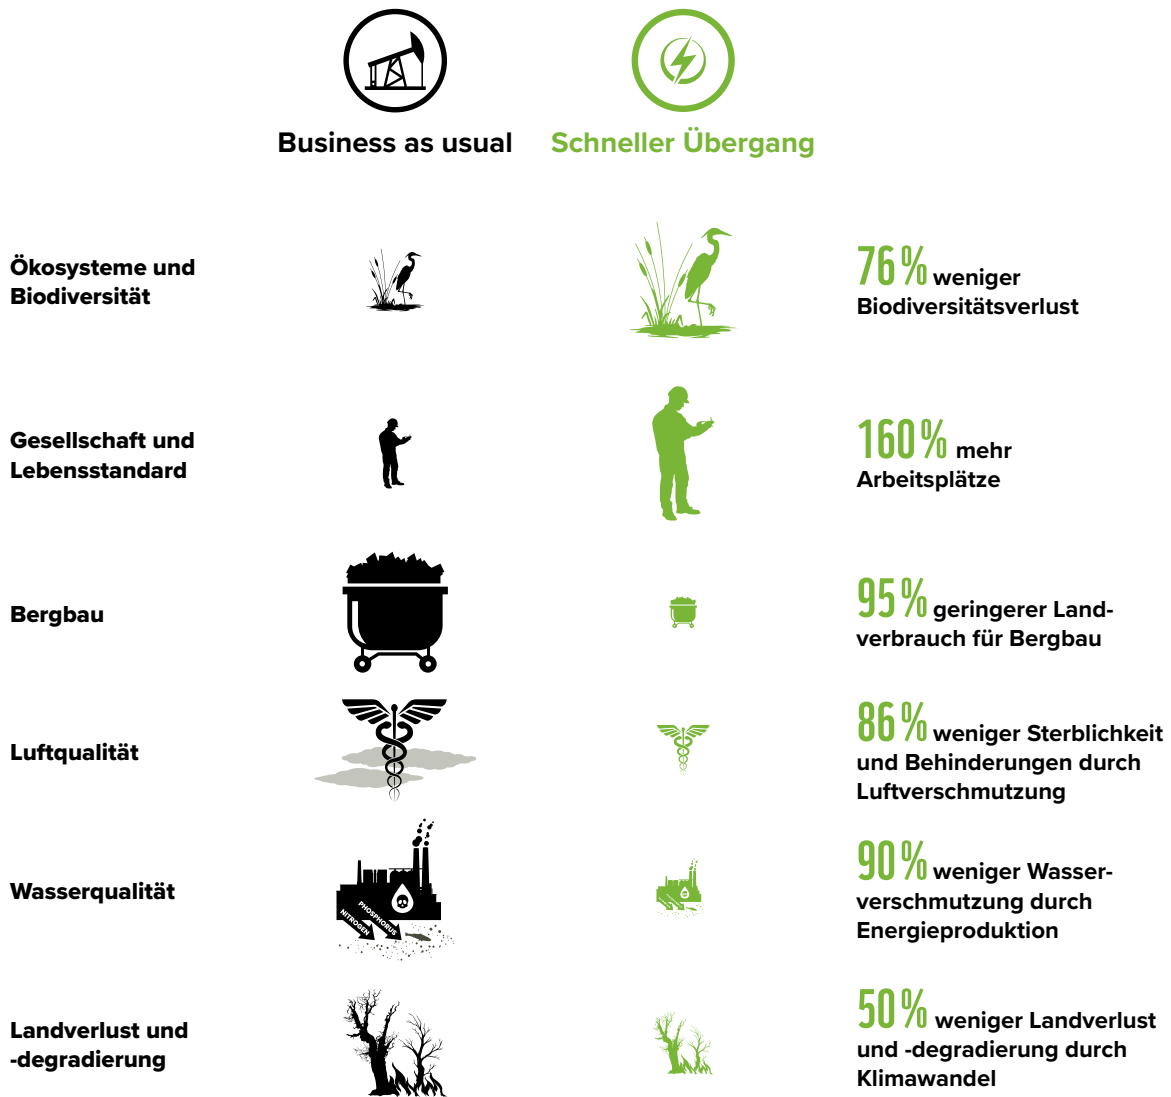 Business as usual
Schneller Übergang
Ökosysteme und
Biodiversität
76% weniger
Biodiversitätsverlust
Gesellschaft und
Lebensstandard
160% mehr
Arbeitsplätze
Bergbau
95% geringerer Land-
verbrauch für Bergbau
Luftqualität
86% weniger Sterblichkeit
und Behinderungen durch
Luftverschmutzung
Wasserqualität
PHOSPHORUS
NITROGEN
90% weniger Wasser-
verschmutzung durch
Energieproduktion
Landverlust und
-degradierung
50% weniger Landverlust
und -degradierung durch
Klimawandel